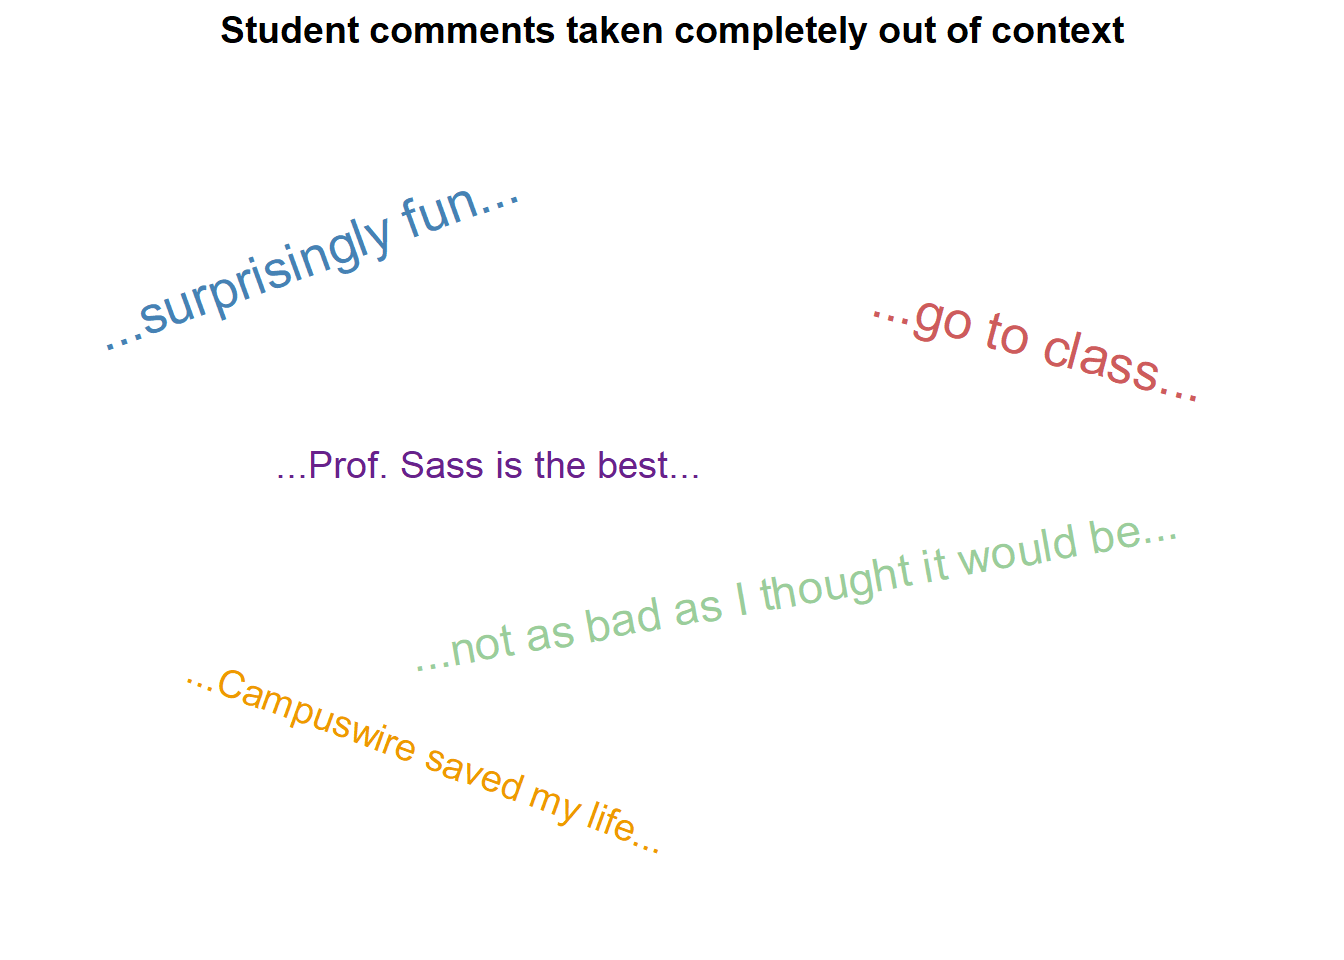 Student comments taken completely out of context
...surprisingly fun...
...go to class...
...Prof. Sass is the best...
...not as bad as I thought it would be...
...Campuswire saved my life...